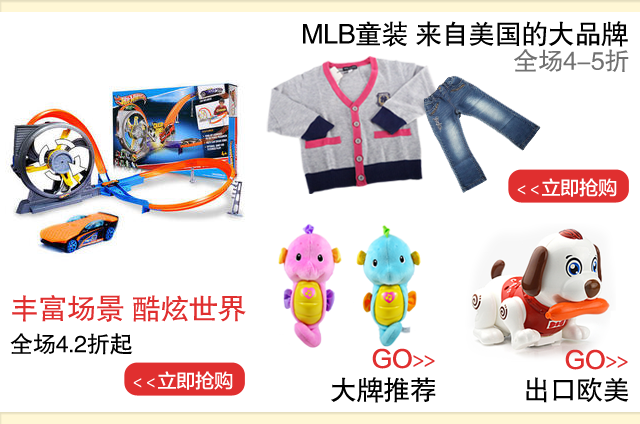 MLB童装 来自美国的大品牌
全场4-5折
<<立即抢购
Hot Wheels
丰富场景 酷炫世界
全场4.2折起
<<立即抢购
GO>>
大牌推荐
GO>>
出口欧美